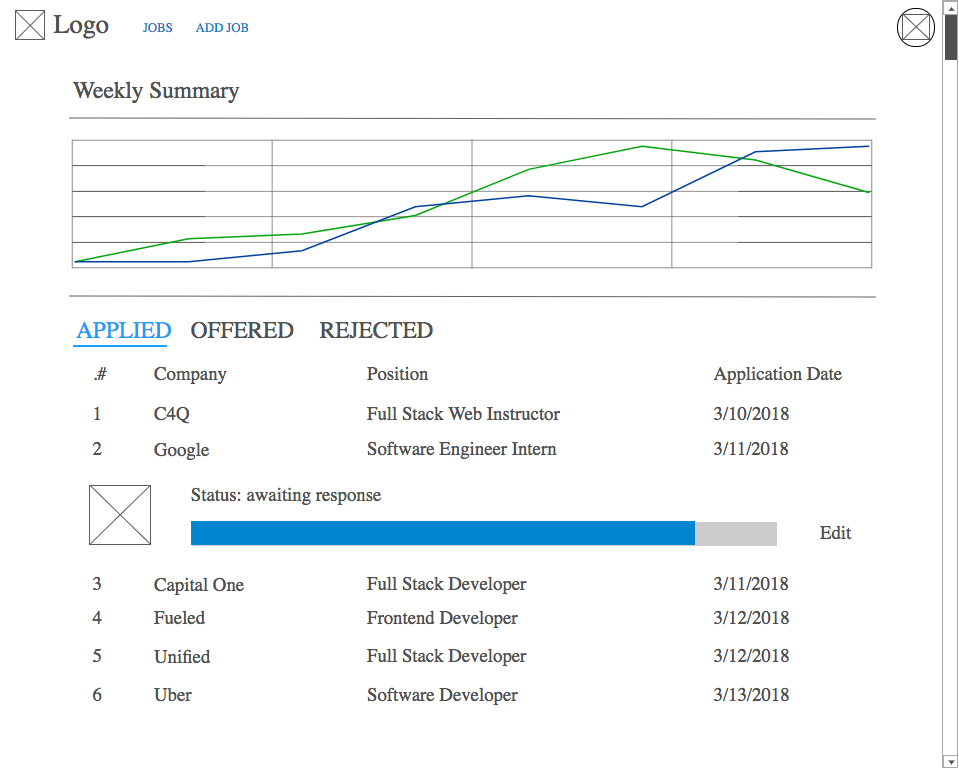 Logo JOBS ADD JOB
Weekly Summary
APPLIED OFFERED REJECTED
.# Company Position Application Date
1 C4Q Full Stack Web Instructor 3/10/2018
2 Google Software Engineer Intern 3/11/2018
Status: awaiting response
Edit
3 Capital One Full Stack Developer 3/11/2018
4 Fueled Frontend Developer 3/12/2018
5 Unified Full Stack Developer 3/12/2018
6 Uber Software Developer 3/13/2018